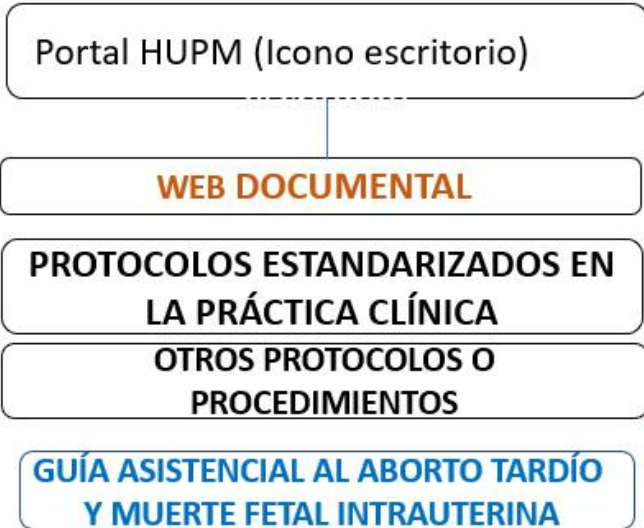 Portal HUPM (Icono escritorio)
WEB DOCUMENTAL
PROTOCOLOS ESTANDARIZADOS EN
LA PRÁCTICA CLÍNICA
OTROS PROTOCOLOS O
PROCEDIMIENTOS
GUÍA ASISTENCIAL AL ABORTO TARDÍO
Y MUERTE FETAL INTRAUTERINA